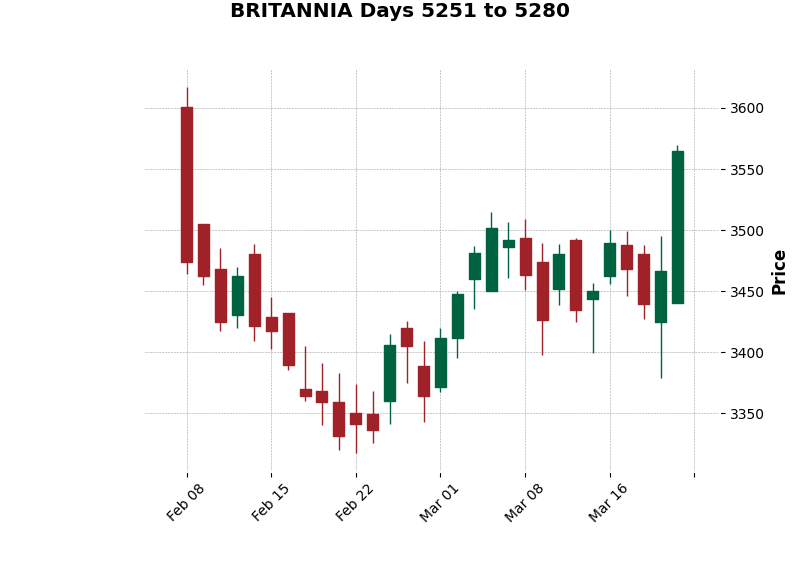 BRITANNIA Days 5251 to 5280
3600
3550
3500
3450
3400
3350
Price
Feb 08
Feb 15
Feb 22
Mar 01
Mar 08
Mar 16